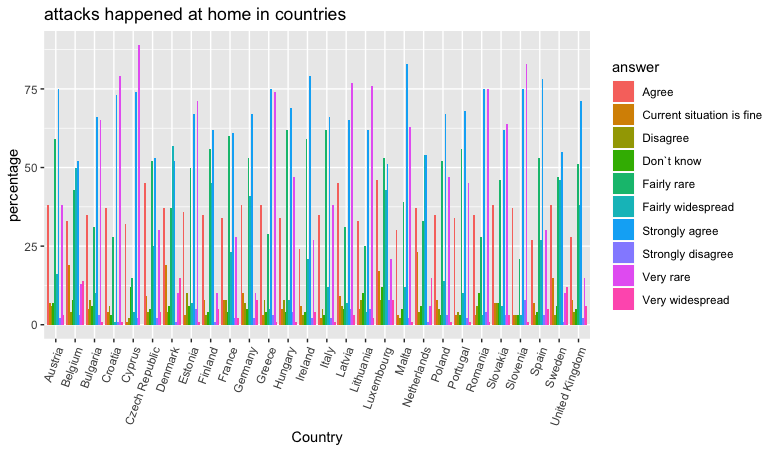 attacks happened at home in countries
percentage
75
50
25
0
Austria
Belgium
Bulgaria
Croatia
Cyprus
Czech Republic
Denmark
Estonia
Finland
France
Germany
Greece
Hungary
Ireland
Italy
Latvia
Lithuania
Luxembourg
Malta
Netherlands
Poland
Portugal
Romania
Slovakia
Slovenia
Spain
Sweden
United Kingdom
Country
answer
Agree
Current situation is fine
Disagree
Don`t know
Fairly rare
Fairly widespread
Strongly agree
Strongly disagree
Very rare
Very widespread